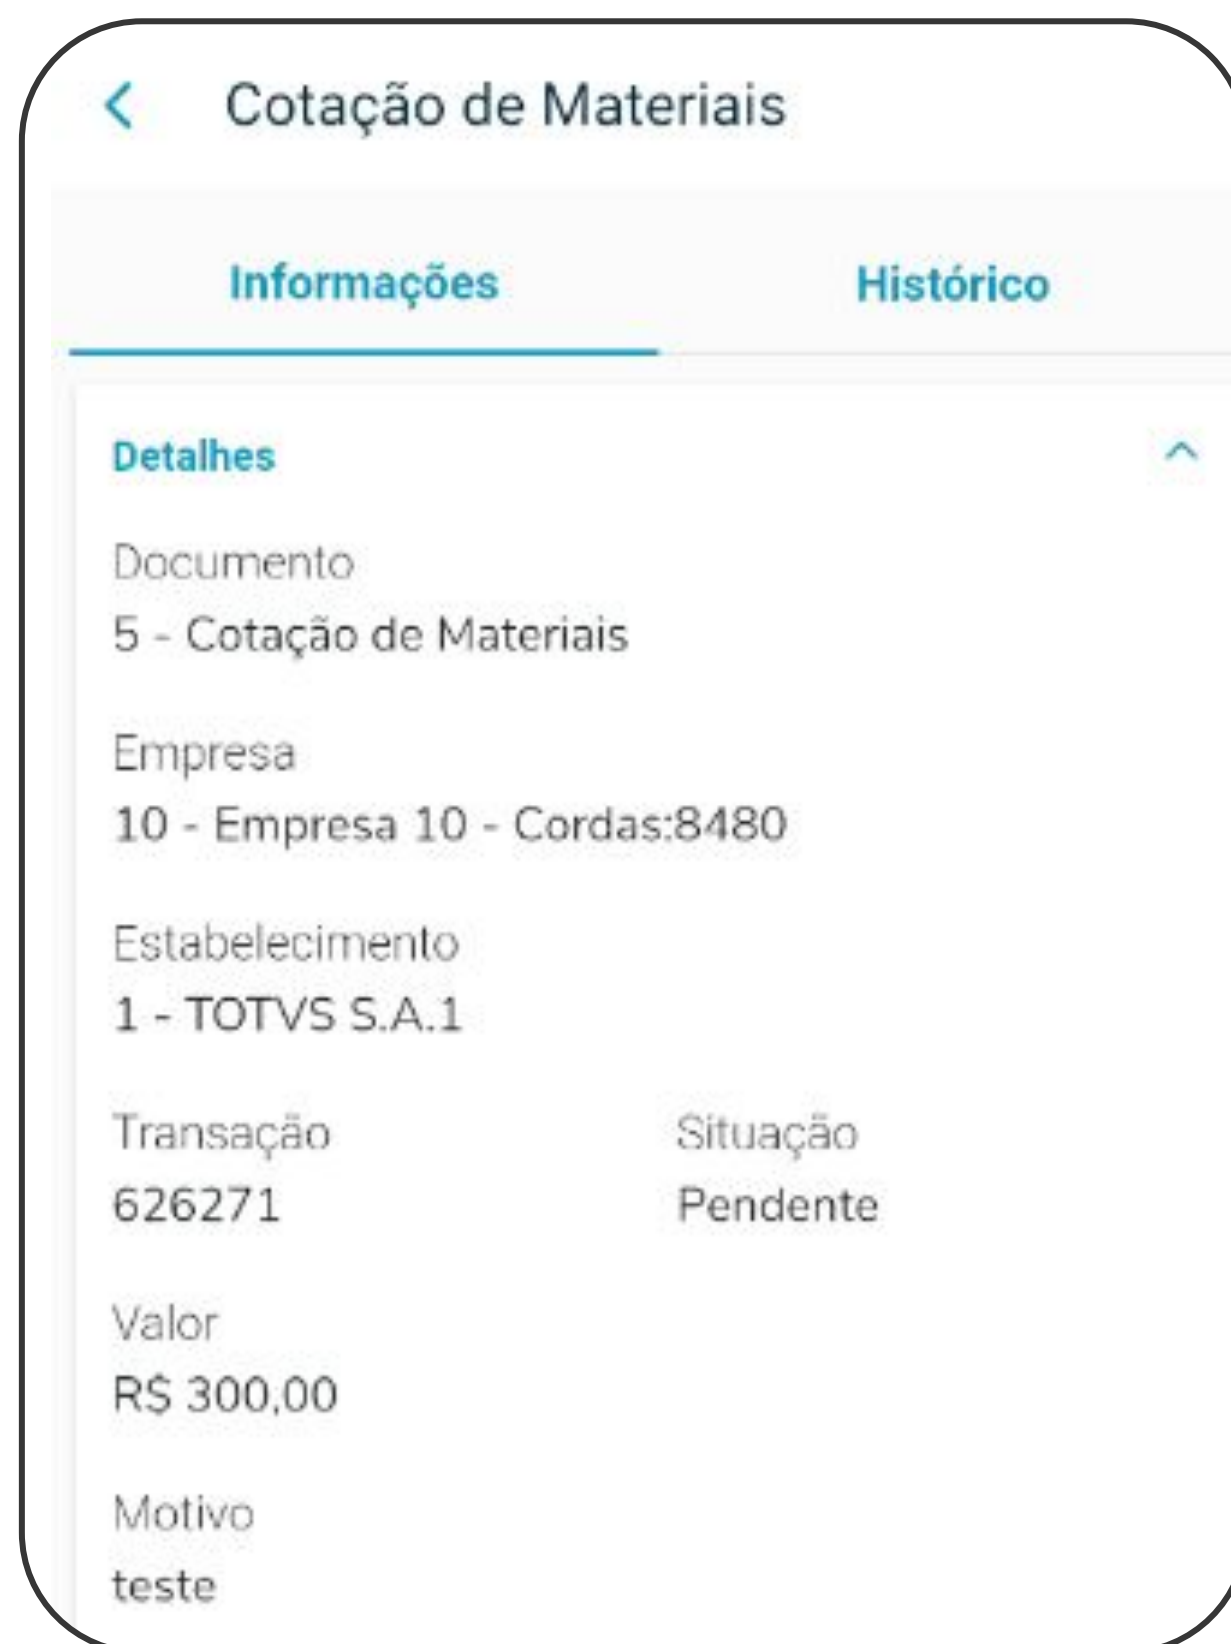 Cotação de Materiais
Informações Histórico
Detalhes
Documento
5 - Cotação de Materiais
Empresa
10 - Empresa 10 - Cordas:8480
Estabelecimento
1 - TOTVS S.A.1
Transação Situação
626271 Pendente
Valor
R$ 300,00
Motivo
teste